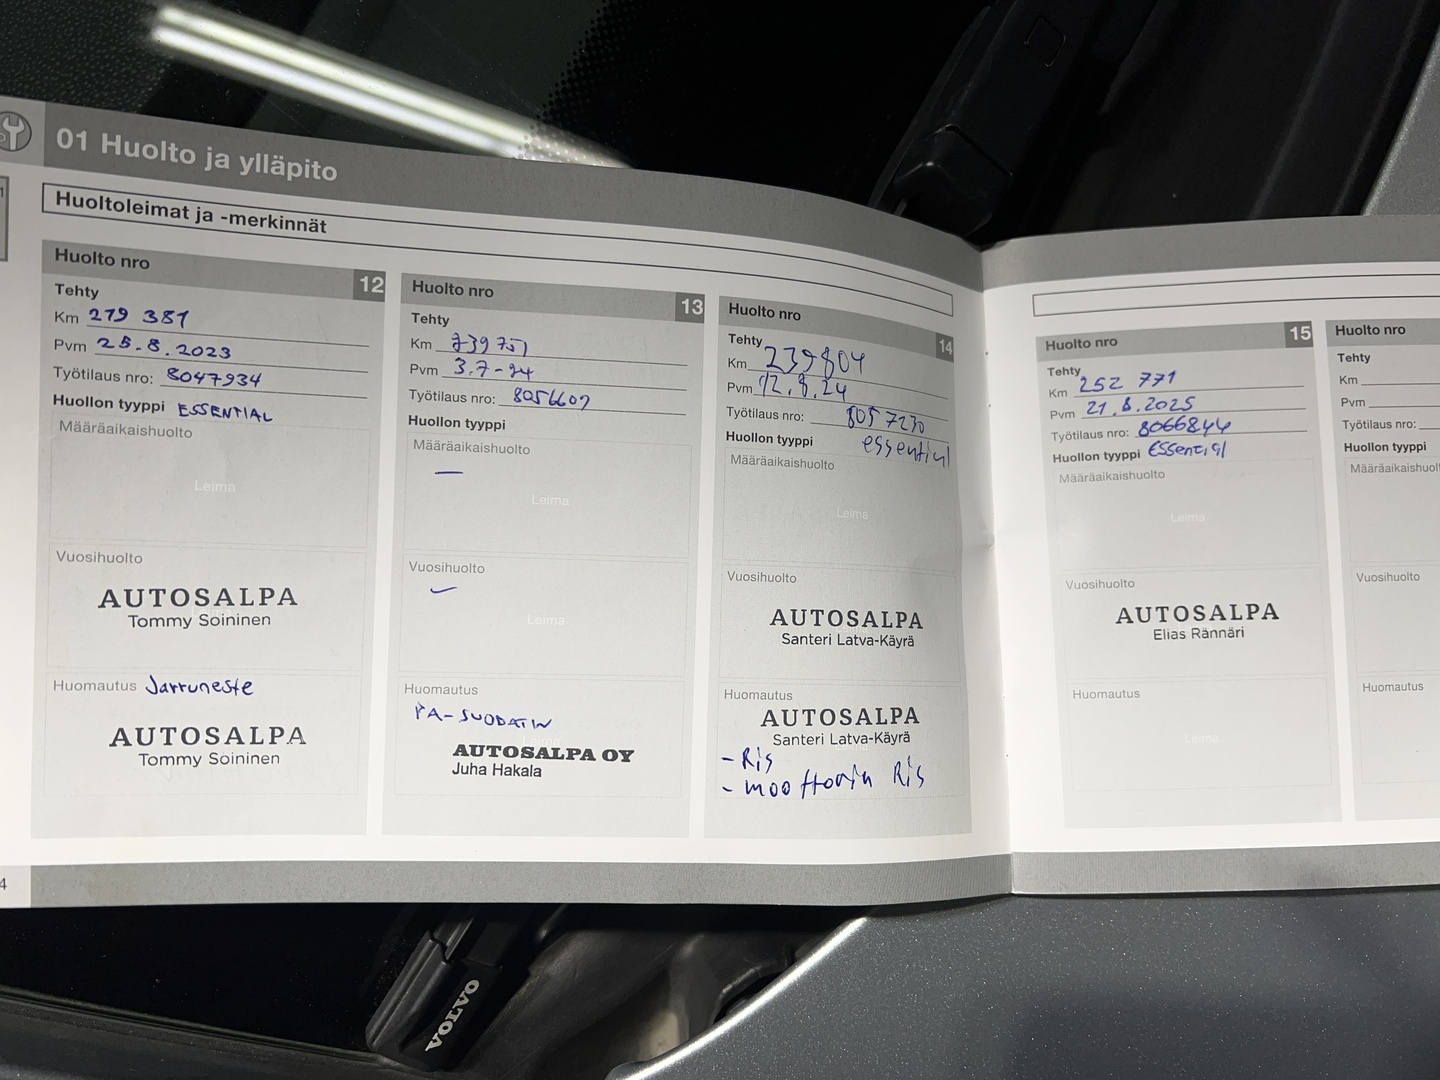 01 Huolto ja ylläpito
Huoltoleimat ja -merkinnät
Huolto nro 12
Tehty
Km 219 381
Pvm 25.8.2023
Työtilaus nro: 8047934
Huollon tyyppi ESSENTIAL
Määräaikaishuolto
Leima
Vuosihuolto
AUTOSALPA
Tommy Soininen
Huomautus Jarruneste
AUTOSALPA
Tommy Soininen
Huolto nro 13
Tehty
Km 239751
Pvm 3.7-24
Työtilaus nro: 8056607
Huollon tyyppi
Määräaikaishuolto
—
Leima
Vuosihuolto
—
Leima
Huomautus
PA-SUODATIN
AUTOSALPA OY
Juha Hakala
Huolto nro 14
Tehty
Km 239804
Pvm 12.8.24
Työtilaus nro: 8057230
Huollon tyyppi essential
Määräaikaishuolto
Leima
Vuosihuolto
AUTOSALPA
Santeri Latva-Käyrä
Huomautus
AUTOSALPA
Santeri Latva-Käyrä
- Ris
- moottorin Ris
Huolto nro 15
Tehty
Km 252 771
Pvm 21.8.2025
Työtilaus nro: 8066844
Huollon tyyppi Essential
Määräaikaishuolto
Leima
Vuosihuolto
AUTOSALPA
Elias Rännäri
Huomautus
Leima
Huolto nro
Tehty
Km
Pvm
Työtilaus nro:
Huollon tyyppi
Vuosihuolto
Huomautus
4
VOLVO